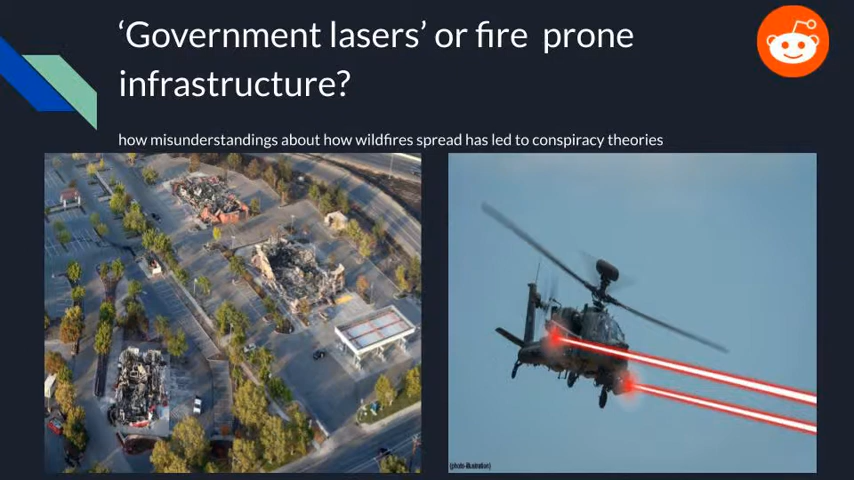 ‘Government lasers’ or fire prone
infrastructure?
how misunderstandings about how wildfires spread has led to conspiracy theories
(photo-illustration)